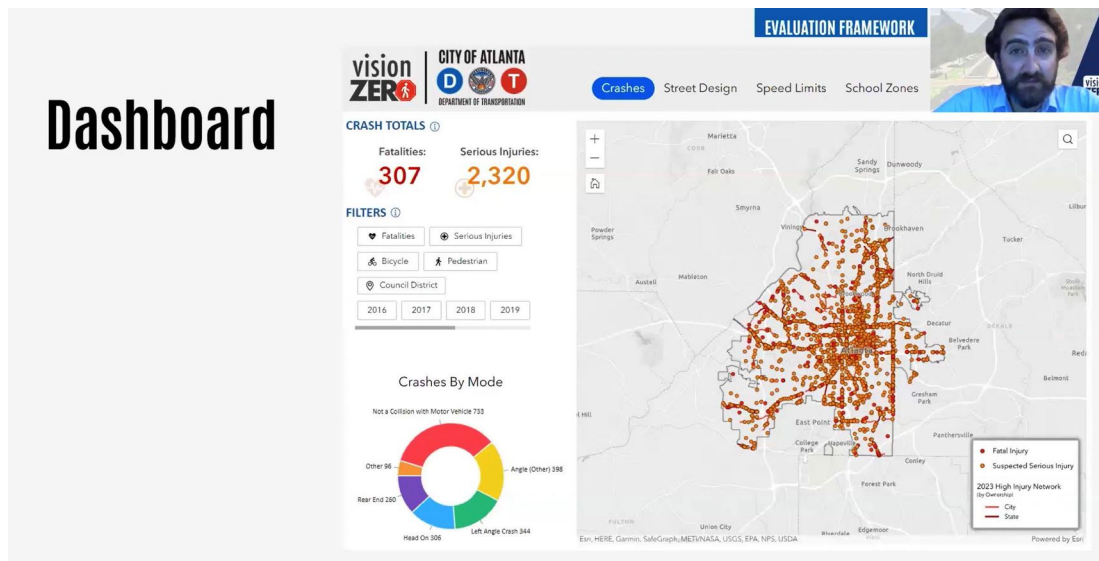 EVALUATION FRAMEWORK
Dashboard
vision
ZERO
CITY OF ATLANTA
D T
DEPARTMENT OF TRANSPORTATION
Crashes
Street Design
Speed Limits
School Zones
CRASH TOTALS
Fatalities:
Serious Injuries:
307
2,320
FILTERS
Fatalities
Serious Injuries
Bicycle
Pedestrian
Council District
2016
2017
2018
2019
Crashes By Mode
Not a Collision with Motor Vehicle 733
Other 96
Angle (Other) 398
Rear End 260
Left Angle Crash 344
Head On 306
Marietta
COBB
Fair Oaks
Sandy
Springs
Dunwoody
Smyrna
Lilbur
Powder
Springs
Vinings
Brookhaven
Tucker
Mableton
Austell
North Druid
Hills
Decatur
DEKALB
Belvedere
Park
Atlanta
Reda
Belmont
Gresham
Park
East Point
Panthersville
College
Park
Hapeville
Conley
Forest Park
FULTON
Union City
Riverdale
Edgemoor
Fatal Injury
Suspected Serious Injury
2023 High Injury Network
(by Ownership)
City
State
Esri, HERE, Garmin, SafeGraph, METI/NASA, USGS, EPA, NPS, USDA
Powered by Esri